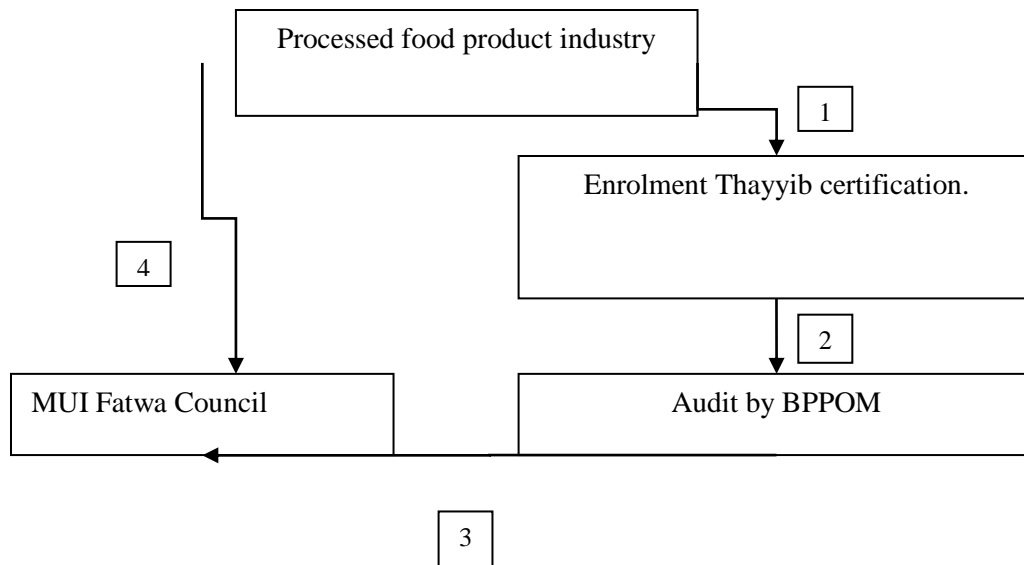 Processed food product industry
1
Enrolment Thayyib certification.
4
2
MUI Fatwa Council
Audit by BPPOM
3